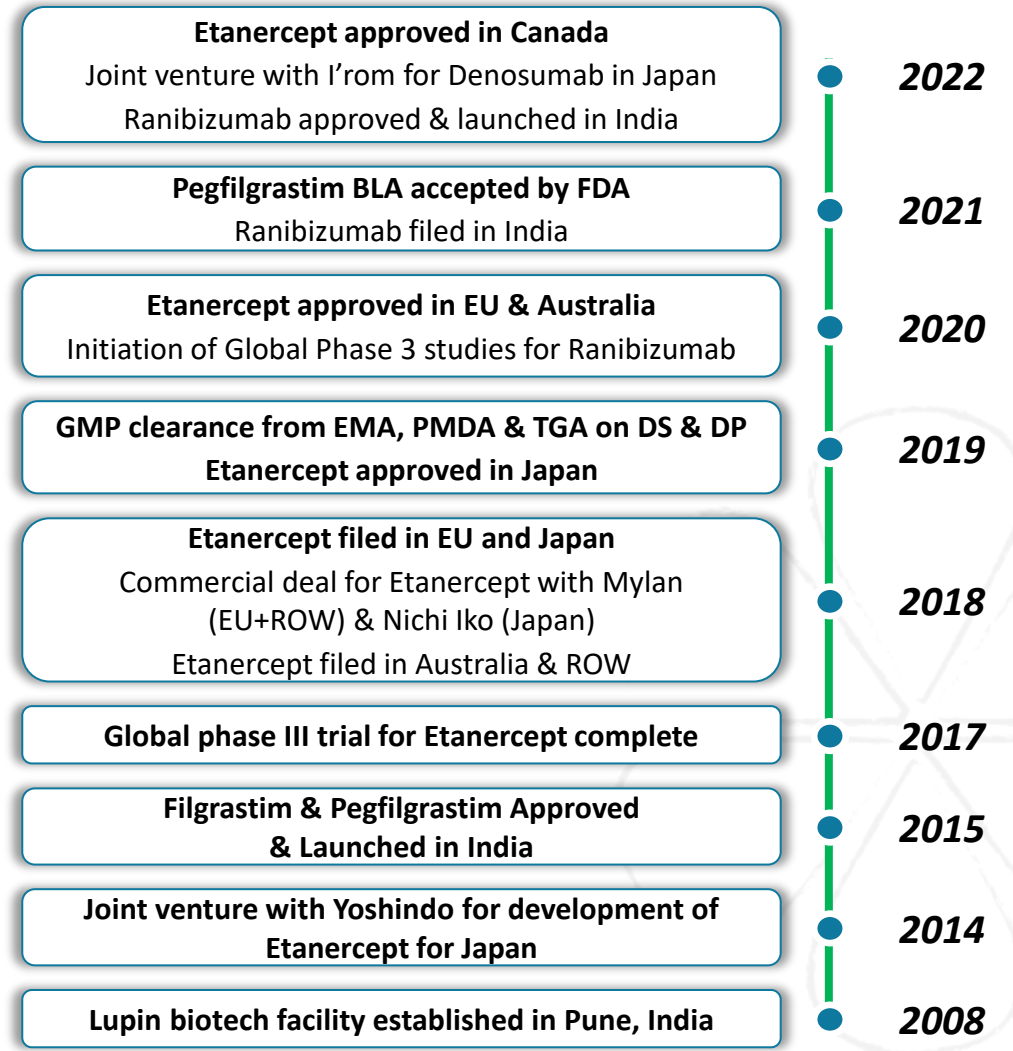 Etanercept approved in Canada
Joint venture with I’rom for Denosumab in Japan
Ranibizumab approved & launched in India
2022
Pegfilgrastim BLA accepted by FDA
Ranibizumab filed in India
2021
Etanercept approved in EU & Australia
Initiation of Global Phase 3 studies for Ranibizumab
2020
GMP clearance from EMA, PMDA & TGA on DS & DP
Etanercept approved in Japan
2019
Etanercept filed in EU and Japan
Commercial deal for Etanercept with Mylan
(EU+ROW) & Nichi Iko (Japan)
Etanercept filed in Australia & ROW
2018
Global phase III trial for Etanercept complete
2017
Filgrastim & Pegfilgrastim Approved
& Launched in India
2015
Joint venture with Yoshindo for development of
Etanercept for Japan
2014
Lupin biotech facility established in Pune, India
2008